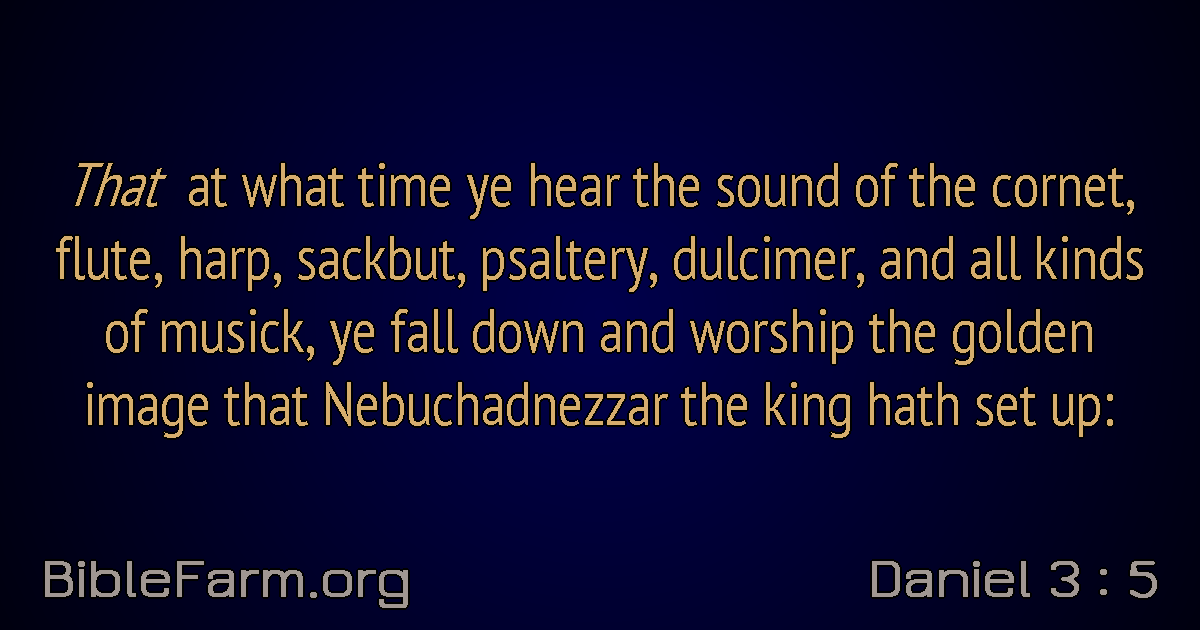 That at what time ye hear the sound of the cornet,
flute, harp, sackbut, psaltery, dulcimer, and all kinds
of musick, ye fall down and worship the golden
image that Nebuchadnezzar the king hath set up:
BibleFarm.org
Daniel 3 : 5